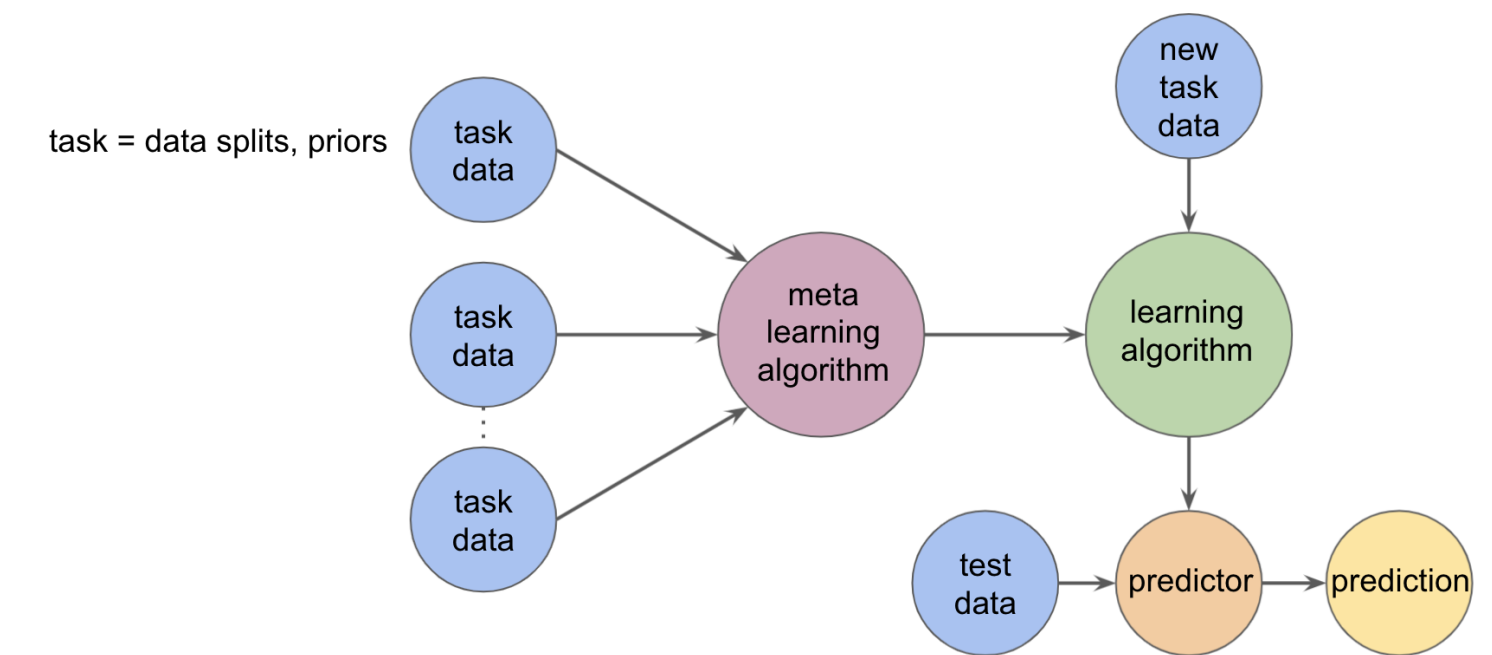 task = data splits, priors
task
data
task
data
task
data
meta
learning
algorithm
new
task
data
learning
algorithm
test
data
predictor
prediction